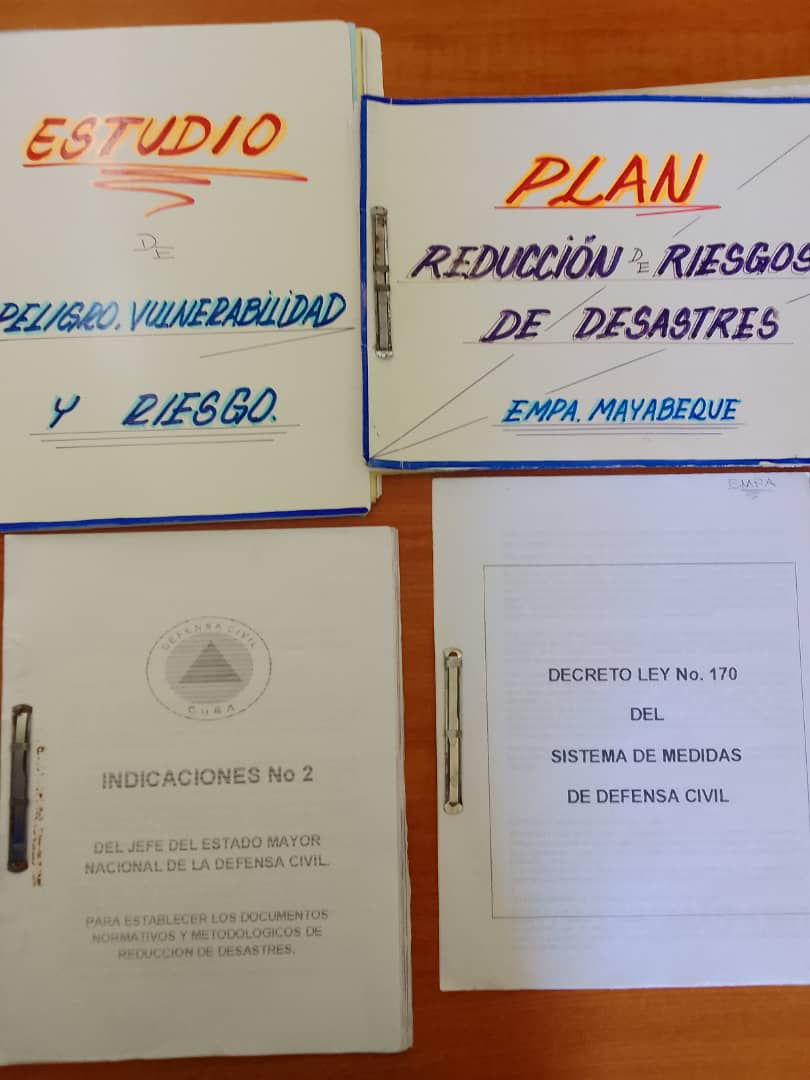 ESTUDIO
DE
PELIGRO. VULNERABILIDAD
Y RIESGO.
PLAN
REDUCCIÓN DE RIESGOS
DE DESASTRES
EMPA. MAYABEQUE
DEFENSA CIVIL
CUBA
INDICACIONES No 2
DEL JEFE DEL ESTADO MAYOR
NACIONAL DE LA DEFENSA CIVIL.
PARA ESTABLECER LOS DOCUMENTOS
NORMATIVOS Y METODOLOGICOS DE
REDUCCION DE DESASTRES.
EMPA
DECRETO LEY No. 170
DEL
SISTEMA DE MEDIDAS
DE DEFENSA CIVIL